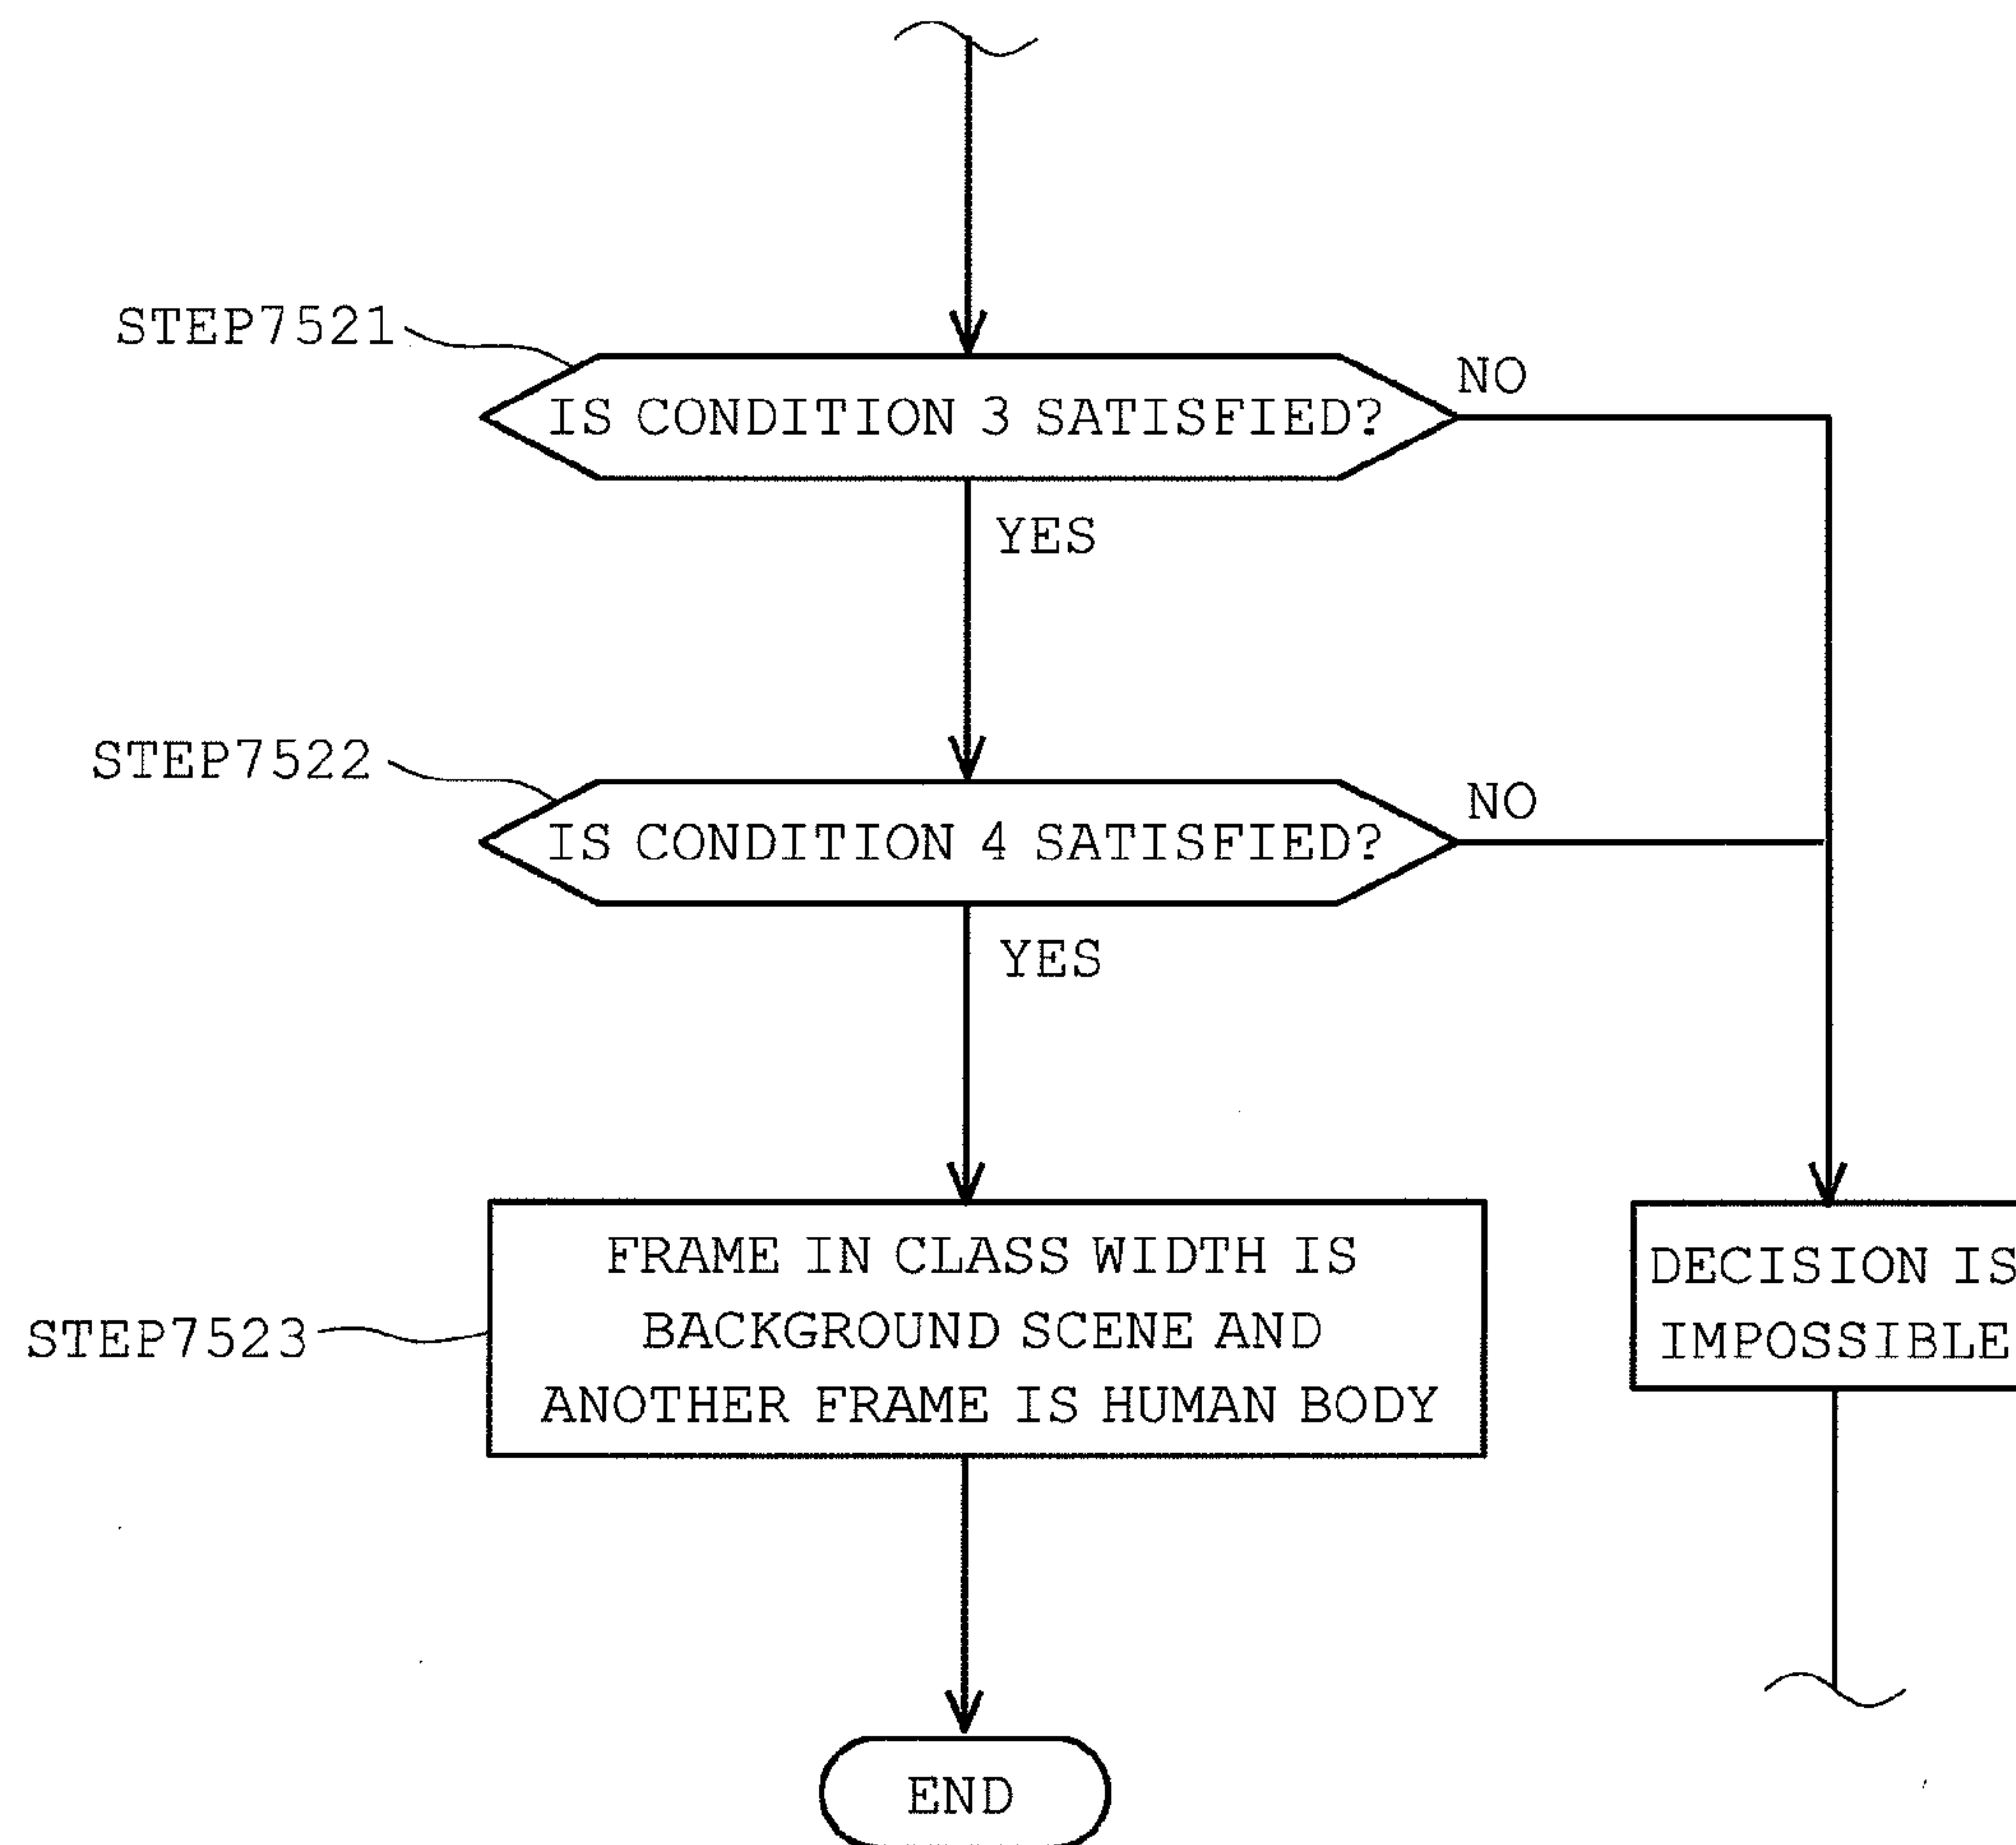 STEP7521
IS CONDITION 3 SATISFIED?
NO
YES
STEP7522
IS CONDITION 4 SATISFIED?
NO
YES
STEP7523
FRAME IN CLASS WIDTH IS
BACKGROUND SCENE AND
ANOTHER FRAME IS HUMAN BODY
DECISION IS
IMPOSSIBLE
END